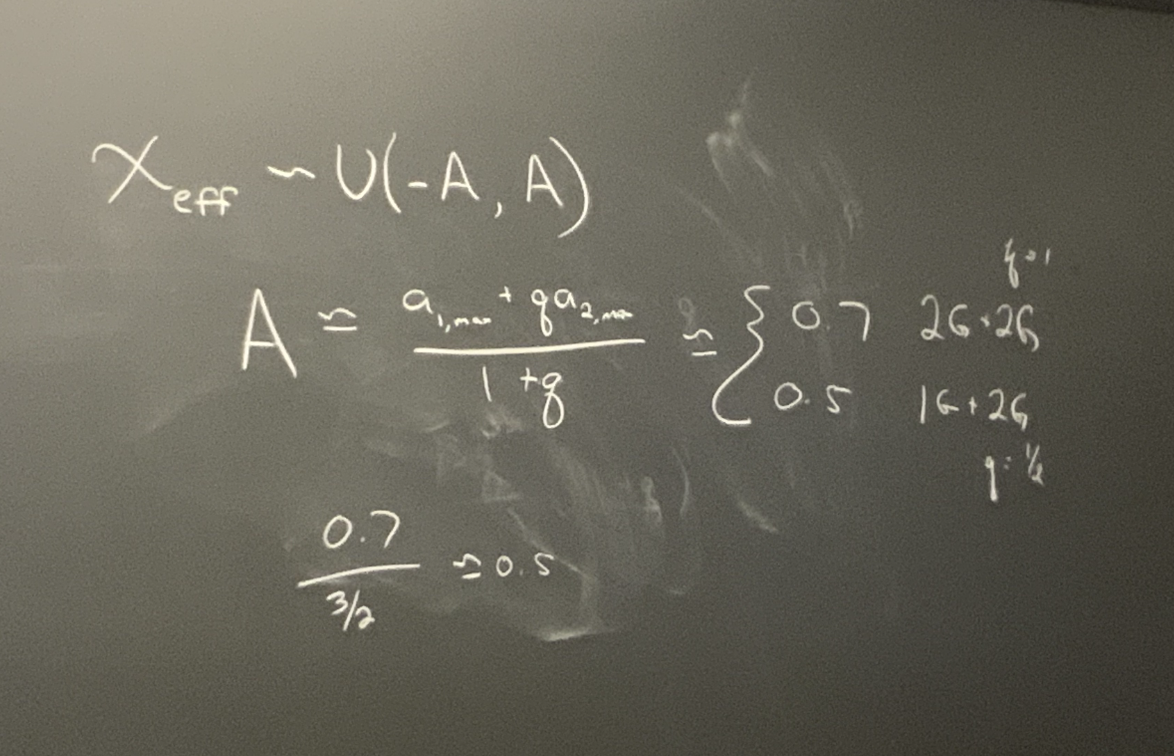 χ_eff ~ U(-A, A)
q=1
A ≃ (a_1,max + q a_2,max) / (1 + q) ≃ { 0.7 2G+2G
0.5 1G+2G
q=1/2
0.7 / (3/2) ≃ 0.5